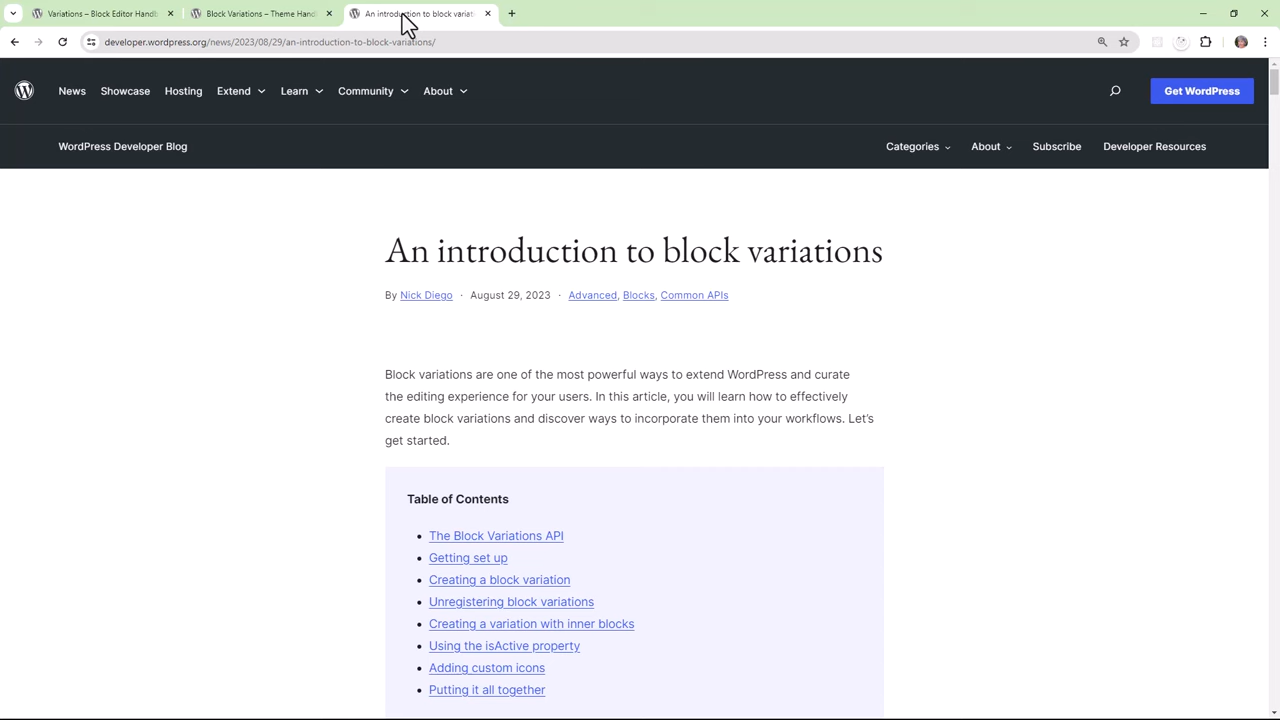 Variations – Block Editor Handb
Block Variations – Theme Hand
An introduction to block variat
developer.wordpress.org/news/2023/08/29/an-introduction-to-block-variations/
News Showcase Hosting Extend Learn Community About Get WordPress
WordPress Developer Blog Categories About Subscribe Developer Resources
An introduction to block variations
By Nick Diego · August 29, 2023 · Advanced, Blocks, Common APIs
Block variations are one of the most powerful ways to extend WordPress and curate
the editing experience for your users. In this article, you will learn how to effectively
create block variations and discover ways to incorporate them into your workflows. Let’s
get started.
Table of Contents
• The Block Variations API
• Getting set up
• Creating a block variation
• Unregistering block variations
• Creating a variation with inner blocks
• Using the isActive property
• Adding custom icons
• Putting it all together